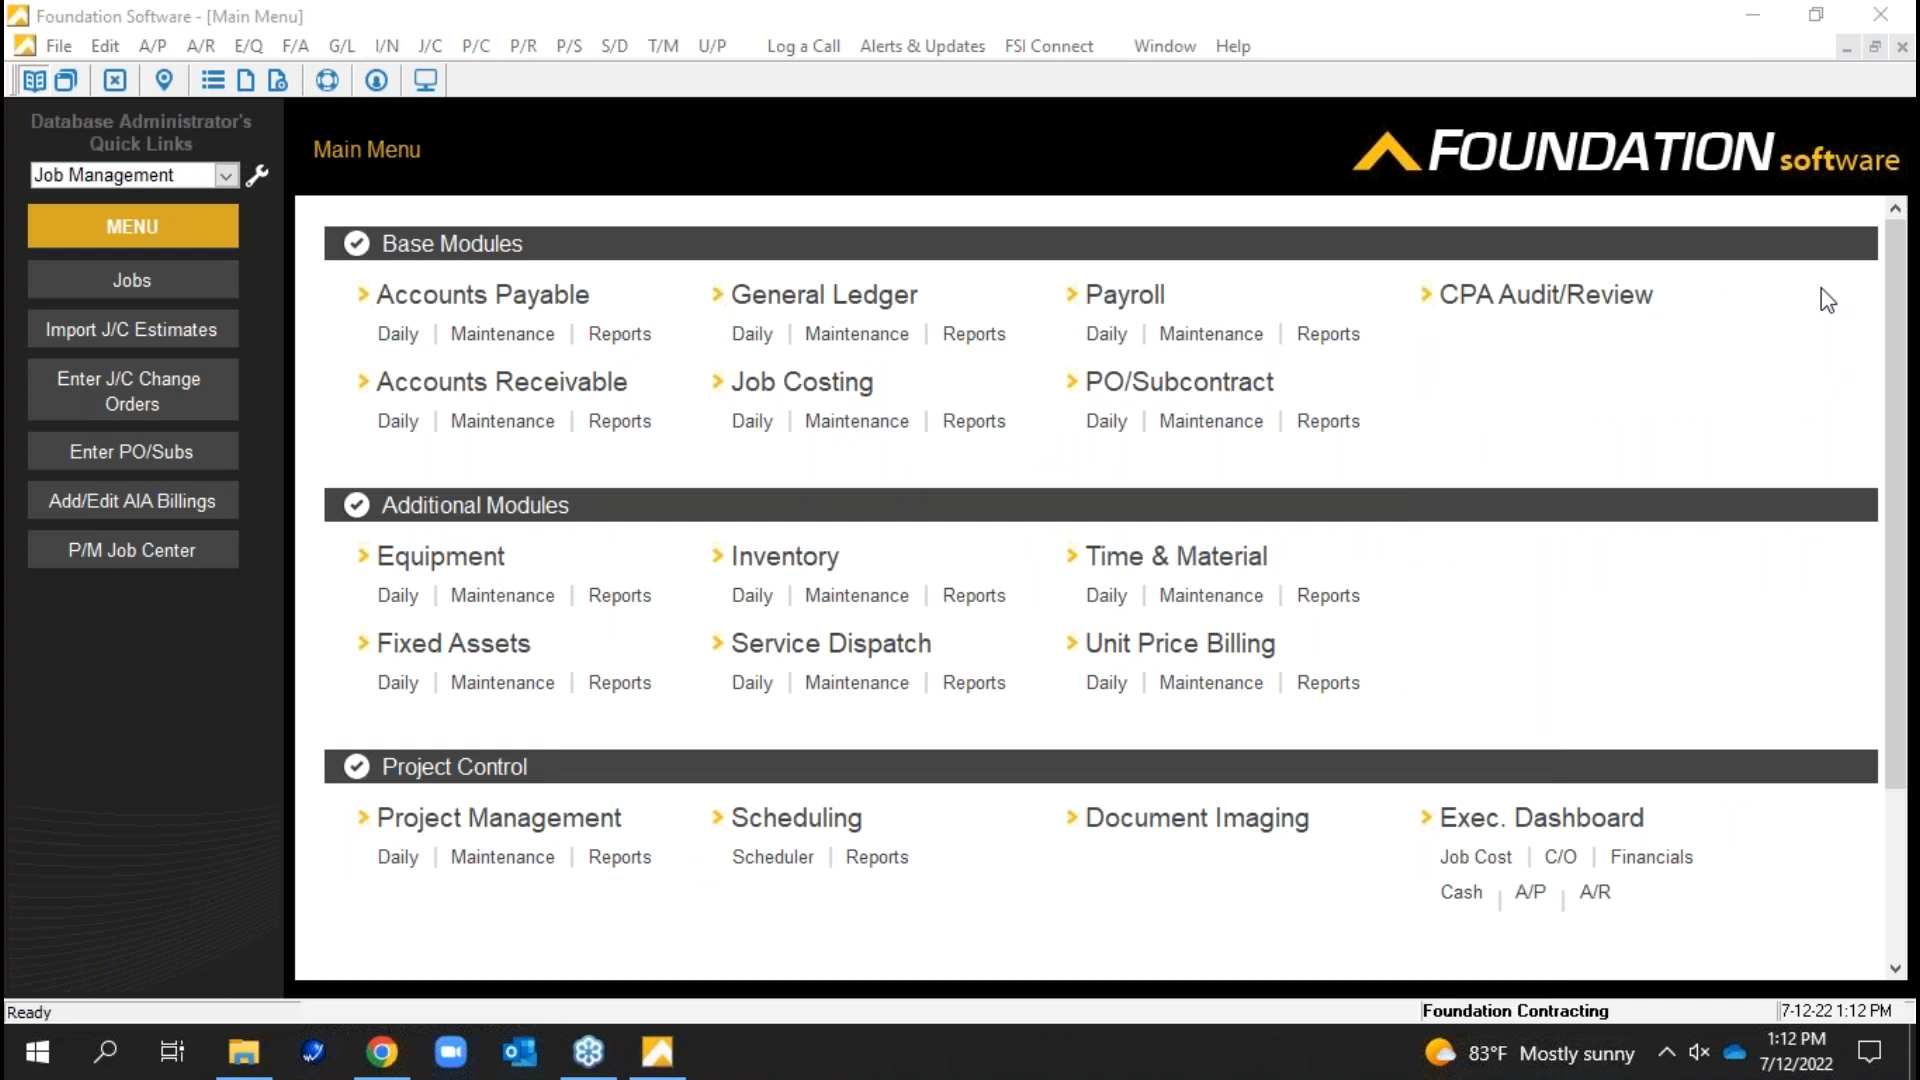 Foundation Software - [Main Menu]
File Edit A/P A/R E/Q F/A G/L I/N J/C P/C P/R P/S S/D T/M U/P Log a Call Alerts & Updates FSI Connect Window Help
Database Administrator's
Quick Links
Job Management
MENU
Jobs
Import J/C Estimates
Enter J/C Change
Orders
Enter PO/Subs
Add/Edit AIA Billings
P/M Job Center
Main Menu
FOUNDATION software
Base Modules
Accounts Payable General Ledger Payroll CPA Audit/Review
Daily Maintenance Reports Daily Maintenance Reports Daily Maintenance Reports
Accounts Receivable Job Costing PO/Subcontract
Daily Maintenance Reports Daily Maintenance Reports Daily Maintenance Reports
Additional Modules
Equipment Inventory Time & Material
Daily Maintenance Reports Daily Maintenance Reports Daily Maintenance Reports
Fixed Assets Service Dispatch Unit Price Billing
Daily Maintenance Reports Daily Maintenance Reports Daily Maintenance Reports
Project Control
Project Management Scheduling Document Imaging Exec. Dashboard
Daily Maintenance Reports Scheduler Reports Job Cost C/O Financials
Cash A/P A/R
Ready Foundation Contracting 7-12-22 1:12 PM
83°F Mostly sunny
1:12 PM
7/12/2022